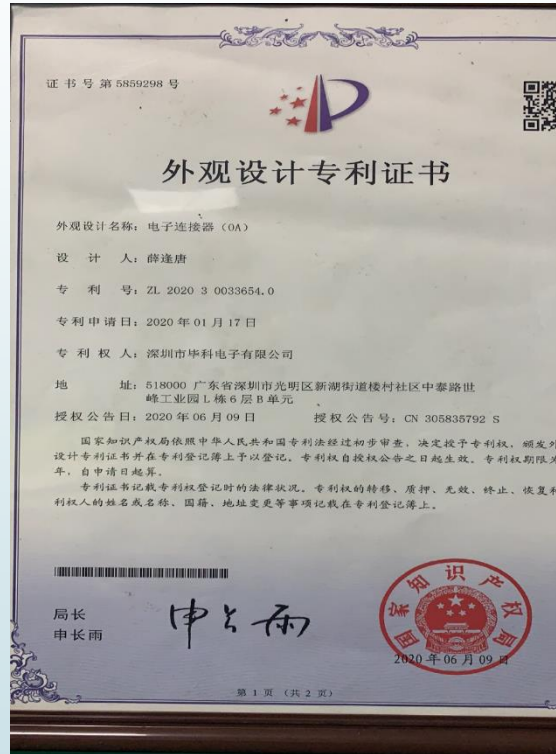 证书号第5859298号
外观设计专利证书
外观设计名称：电子连接器（OA）
设计人：薛逢唐
专利号：ZL 2020 3 0033654.0
专利申请日：2020年01月17日
专利权人：深圳市毕科电子有限公司
地址：518000 广东省深圳市光明区新湖街道楼村社区中泰路世
峰工业园L栋6层B单元
授权公告日：2020年06月09日 授权公告号：CN 305835792 S
国家知识产权局依照中华人民共和国专利法经过初步审查，决定授予专利权，颁发外
设计专利证书并在专利登记簿上予以登记。专利权自授权公告之日起生效。专利权期限为
年，自申请日起算。
专利证书记载专利权登记时的法律状况。专利权的转移、质押、无效、终止、恢复和
利权人的姓名或名称、国籍、地址变更等事项记载在专利登记簿上。
局长
申长雨
申长雨
国家知识产权局
2020年06月09日
第1页（共2页）